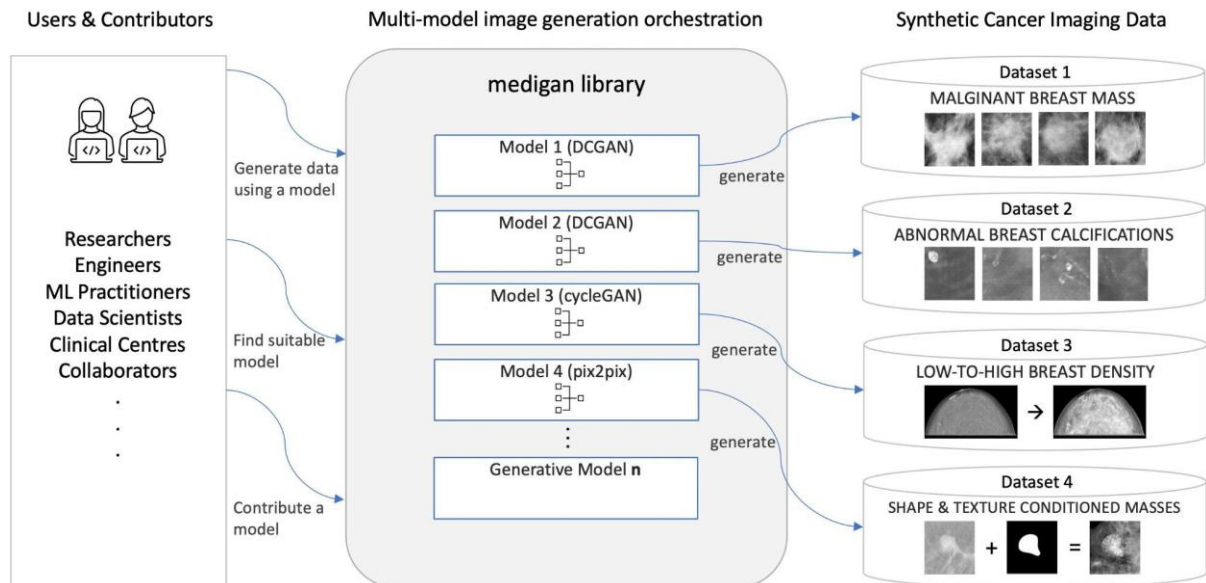 Users & Contributors
Multi-model image generation orchestration
Synthetic Cancer Imaging Data
</>
</>
Researchers
Engineers
ML Practitioners
Data Scientists
Clinical Centres
Collaborators
.
.
.
Generate data
using a model
Find suitable
model
Contribute a
model
medigan library
Model 1 (DCGAN)
Model 2 (DCGAN)
Model 3 (cycleGAN)
Model 4 (pix2pix)
⋮
Generative Model n
generate
generate
generate
generate
Dataset 1
MALGINANT BREAST MASS
Dataset 2
ABNORMAL BREAST CALCIFICATIONS
Dataset 3
LOW-TO-HIGH BREAST DENSITY
→
Dataset 4
SHAPE & TEXTURE CONDITIONED MASSES
+ =